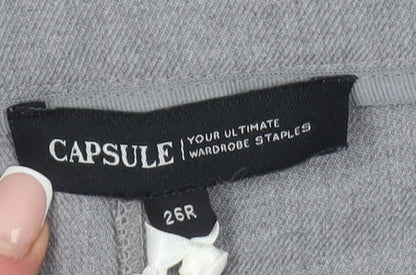 CAPSULE
YOUR ULTIMATE
WARDROBE STAPLES
26R